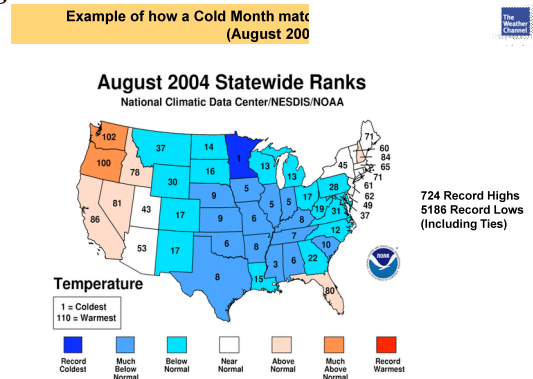 Example of how a Cold Month matc
(August 200
The
Weather
Channel
August 2004 Statewide Ranks
National Climatic Data Center/NESDIS/NOAA
102
37
14
1
71
60
84
65
71
61
62
49
37
100
78
16
13
13
45
30
5
28
86
81
43
9
5
5
17
19
31
17
9
6
8
12
53
17
6
8
7
10
8
3
6
22
15
80
724 Record Highs
5186 Record Lows
(Including Ties)
NOAA
Temperature
1 = Coldest
110 = Warmest
Record
Coldest
Much
Below
Normal
Below
Normal
Near
Normal
Above
Normal
Much
Above
Normal
Record
Warmest